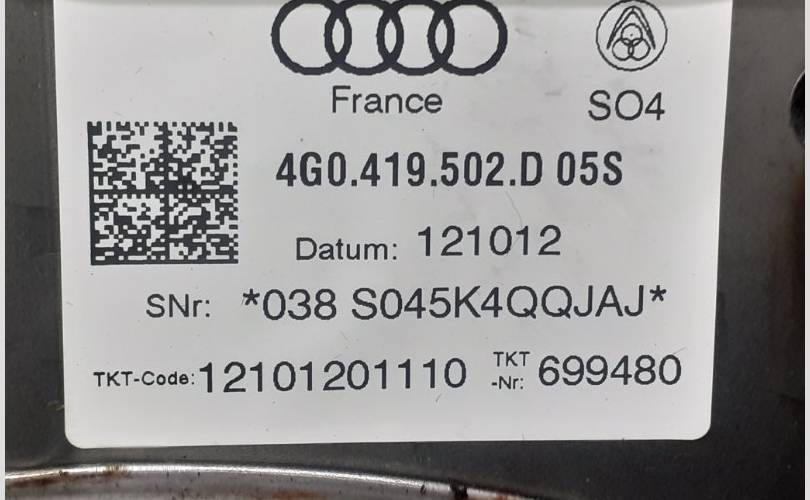 France SO4
4G0.419.502.D 05S
Datum: 121012
SNr: *038 S045K4QQJAJ*
TKT-Code: 12101201110 TKT -Nr: 699480